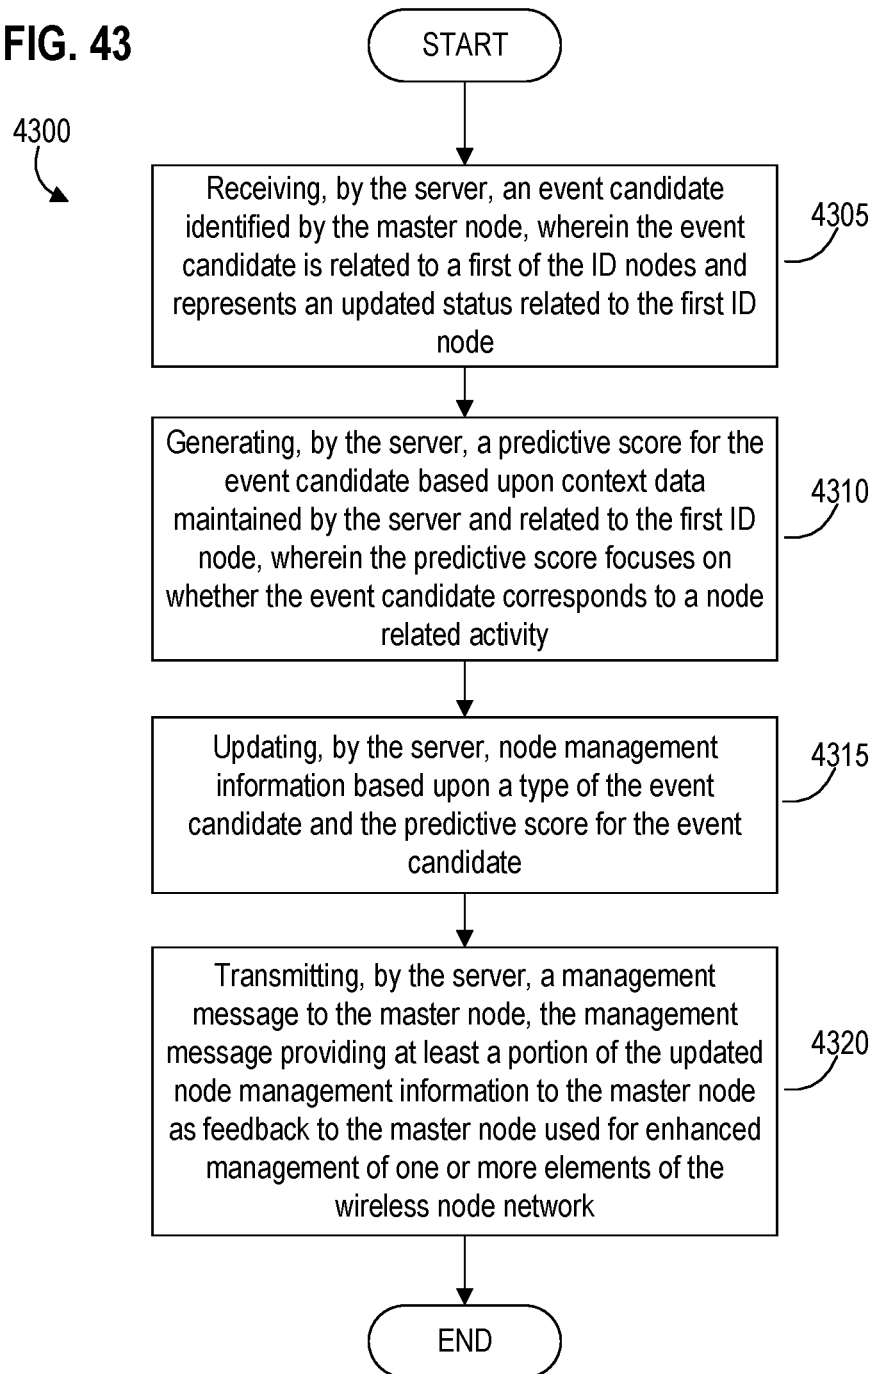 FIG. 43
START
4300
Receiving, by the server, an event candidate
identified by the master node, wherein the event
candidate is related to a first of the ID nodes and
represents an updated status related to the first ID
node
4305
Generating, by the server, a predictive score for the
event candidate based upon context data
maintained by the server and related to the first ID
node, wherein the predictive score focuses on
whether the event candidate corresponds to a node
related activity
4310
Updating, by the server, node management
information based upon a type of the event
candidate and the predictive score for the event
candidate
4315
Transmitting, by the server, a management
message to the master node, the management
message providing at least a portion of the updated
node management information to the master node
as feedback to the master node used for enhanced
management of one or more elements of the
wireless node network
4320
END